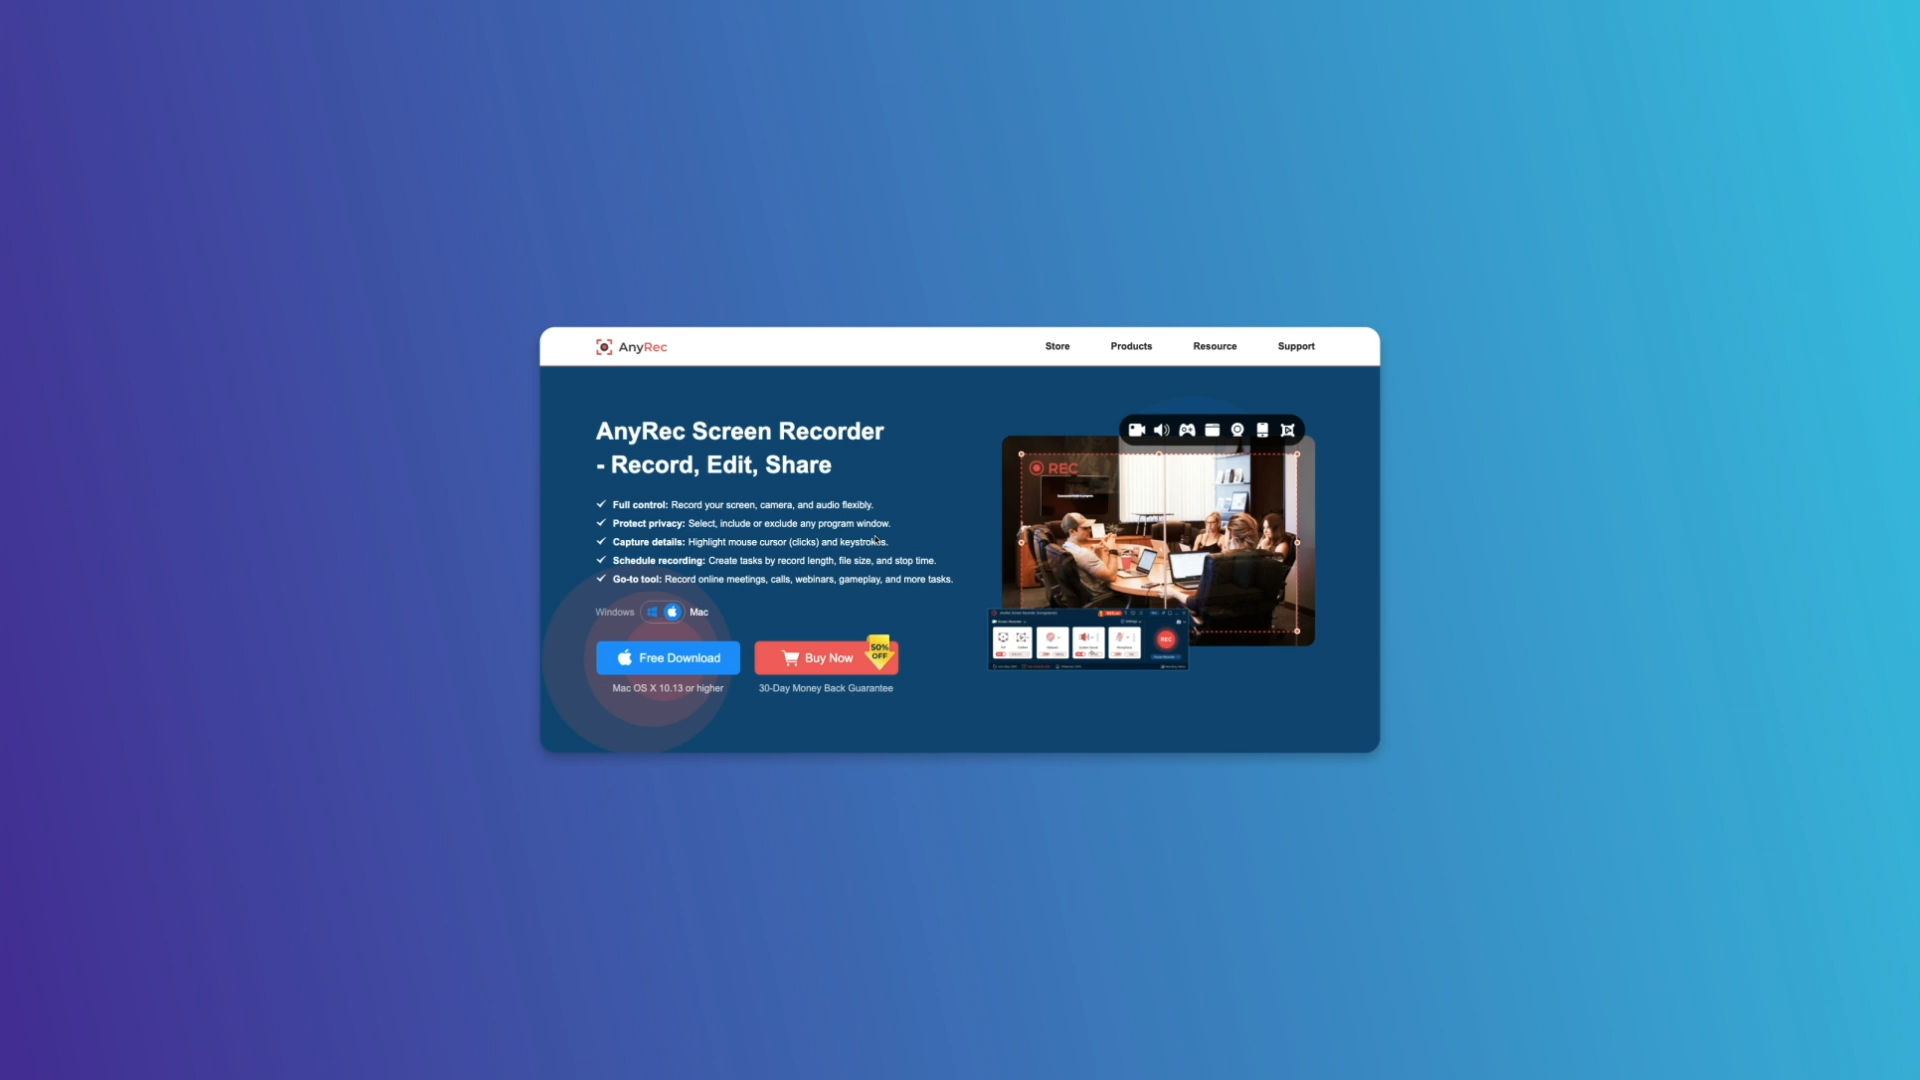 AnyRec
Store Products Resource Support
AnyRec Screen Recorder
- Record, Edit, Share
Full control: Record your screen, camera, and audio flexibly.
Protect privacy: Select, include or exclude any program window.
Capture details: Highlight mouse cursor (clicks) and keystrokes.
Schedule recording: Create tasks by record length, file size, and stop time.
Go-to tool: Record online meetings, calls, webinars, gameplay, and more tasks.
Windows Mac
Free Download
Buy Now
50%
OFF
Mac OS X 10.13 or higher
30-Day Money Back Guarantee
REC
REC